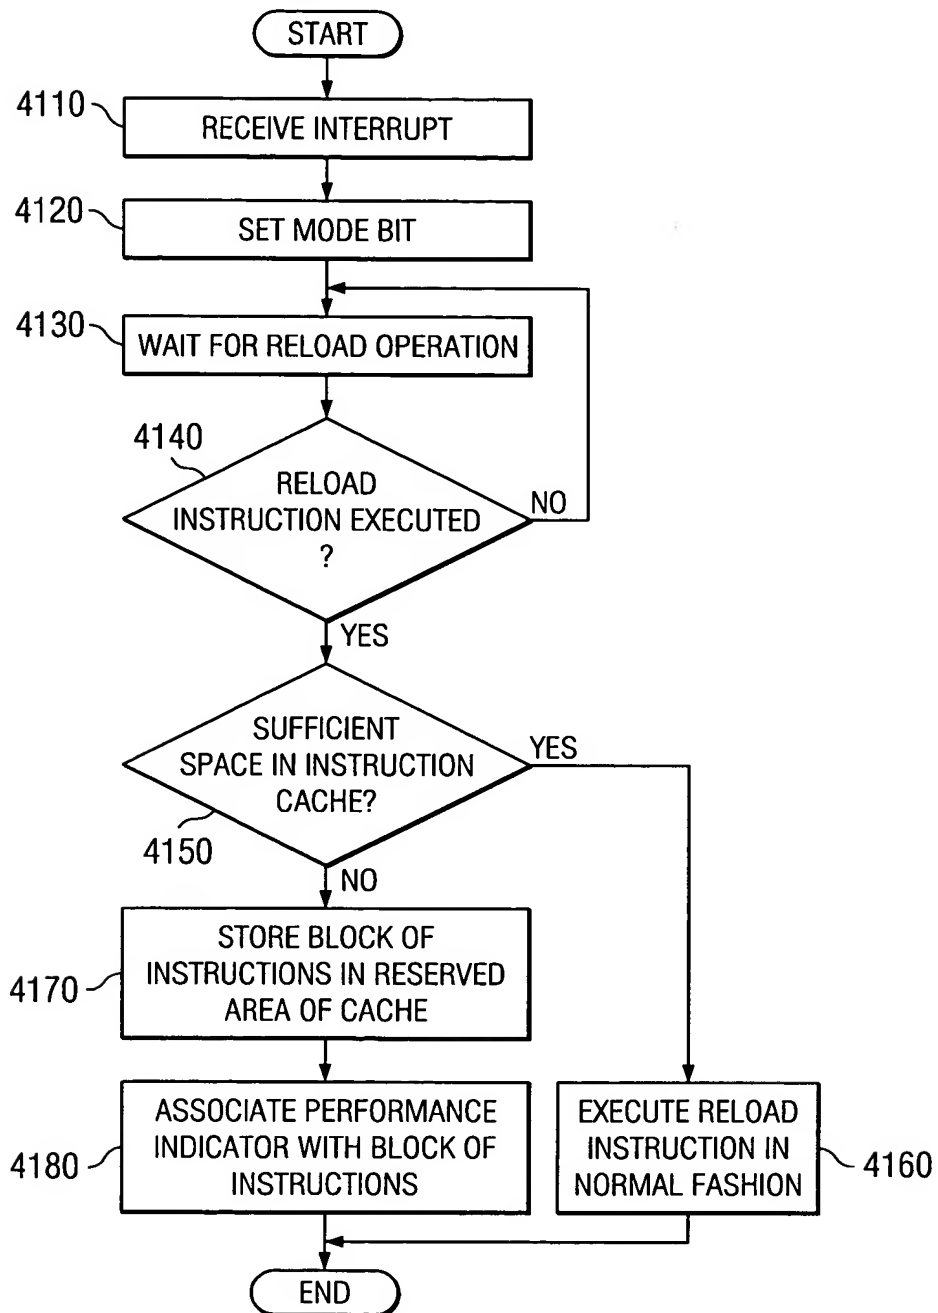 START
4110
RECEIVE INTERRUPT
4120
SET MODE BIT
4130
WAIT FOR RELOAD OPERATION
4140
RELOAD
INSTRUCTION EXECUTED
?
NO
YES
SUFFICIENT
SPACE IN INSTRUCTION
CACHE?
YES
4150
NO
STORE BLOCK OF
INSTRUCTIONS IN RESERVED
AREA OF CACHE
4170
ASSOCIATE PERFORMANCE
INDICATOR WITH BLOCK OF
INSTRUCTIONS
4180
EXECUTE RELOAD
INSTRUCTION IN
NORMAL FASHION
4160
END